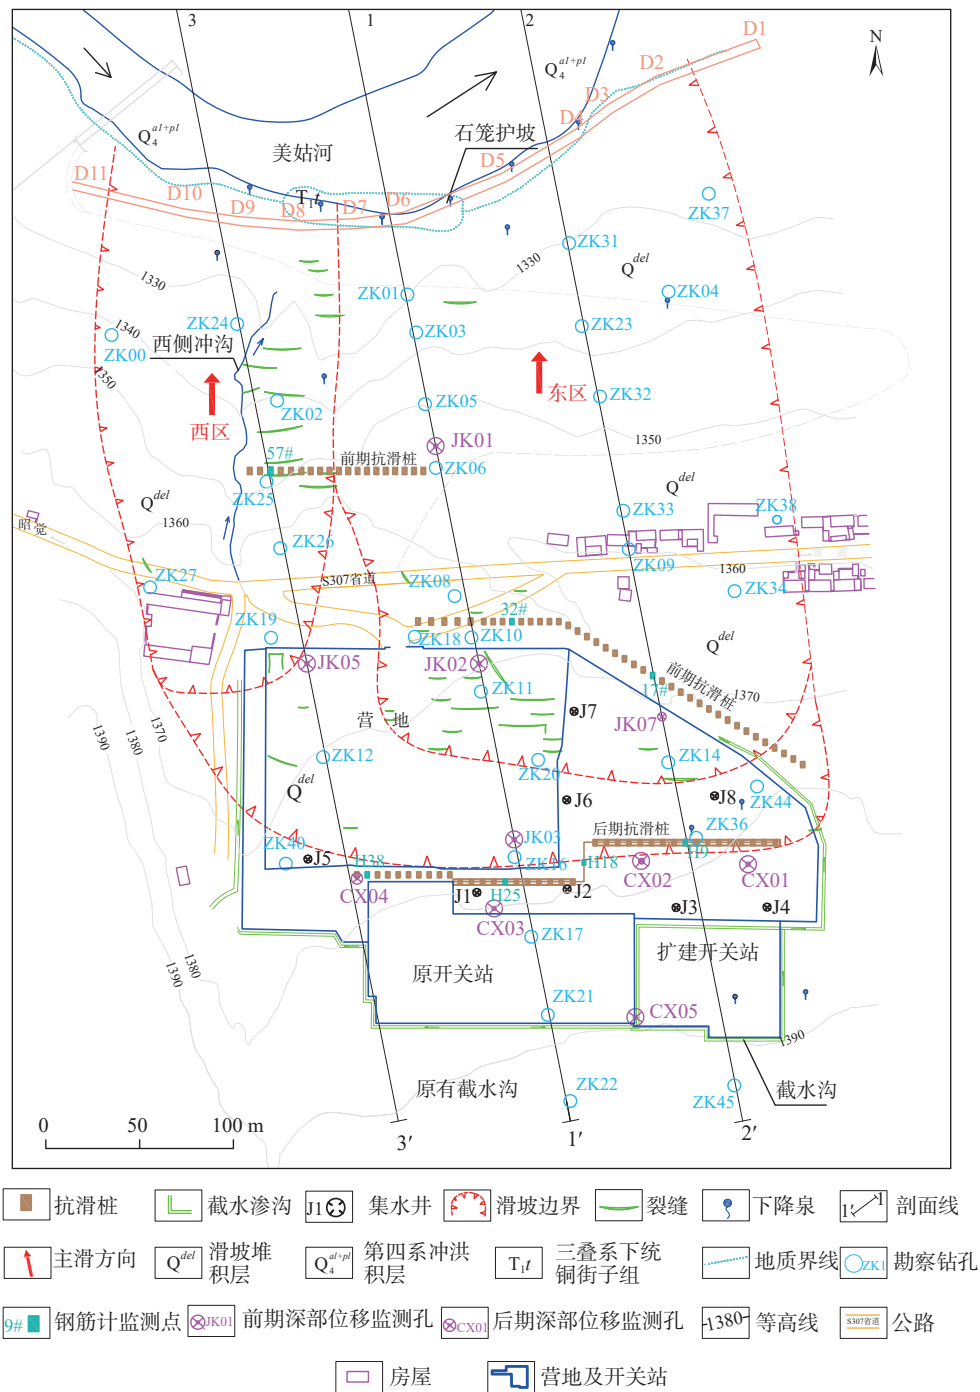 3
1
2
D1
N
D2
Q₄ᵃˡ⁺ᵖˡ
D3
D4
石笼护坡
Q₄ᵃˡ⁺ᵖˡ
美姑河
D5
D11
D10
D9
T₁t
D8
D7
D6
ZK37
ZK31
1330
Qᵈᵉˡ
1330
ZK01
ZK04
1340
ZK24
ZK03
ZK23
ZK00
西侧冲沟
1350
西区
ZK02
ZK05
东区
ZK32
57#
前期抗滑桩
JK01
1350
ZK06
ZK25
Qᵈᵉˡ
Qᵈᵉˡ
昭觉
1360
ZK33
ZK38
ZK26
ZK09
1360
ZK27
S307省道
ZK08
ZK34
32#
ZK19
ZK18
ZK10
Qᵈᵉˡ
JK05
JK02
前期抗滑桩
17#
1370
ZK11
营地
J7
JK07
1390
1380
1370
ZK12
ZK20
ZK14
Qᵈᵉˡ
J6
J8
ZK44
JK03
后期抗滑桩
ZK36
H9
ZK40
J5
H38
ZK16
H18
CX02
CX01
CX04
J1
H25
J2
CX03
J3
J4
ZK17
1380
1390
原开关站
扩建开关站
ZK21
CX05
1390
原有截水沟
ZK22
ZK45
截水沟
0 50 100 m
3′
1′
2′
抗滑桩
截水渗沟
J1 集水井
滑坡边界
裂缝
下降泉
1′ 1 剖面线
主滑方向
Qᵈᵉˡ 滑坡堆积层
Q₄ᵃˡ⁺ᵖˡ 第四系冲洪积层
T₁t 三叠系下统铜街子组
地质界线
ZK1 勘察钻孔
9# 钢筋计监测点
JK01 前期深部位移监测孔
CX01 后期深部位移监测孔
1380 等高线
S307省道 公路
房屋
营地及开关站